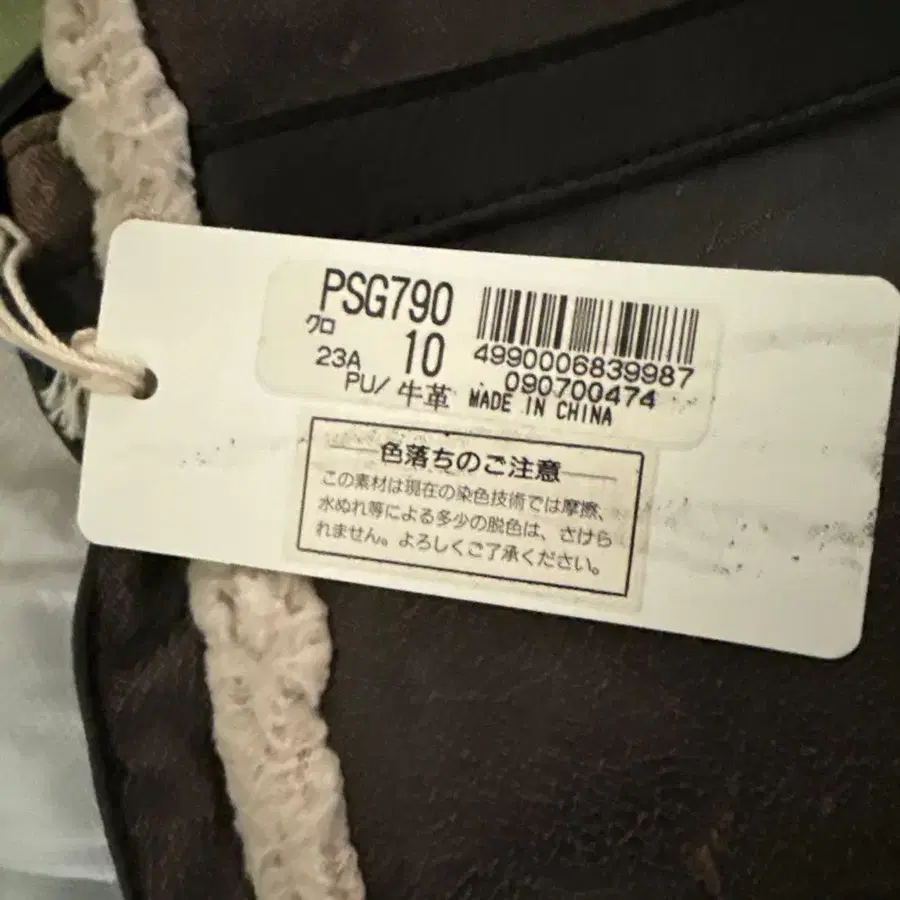 PSG790
クロ
10
23A
PU/ 牛革
4990006839987
090700474
MADE IN CHINA
色落ちのご注意
この素材は現在の染色技術では摩擦、
水ぬれ等による多少の脱色は、さけら
れません。よろしくご了承ください。